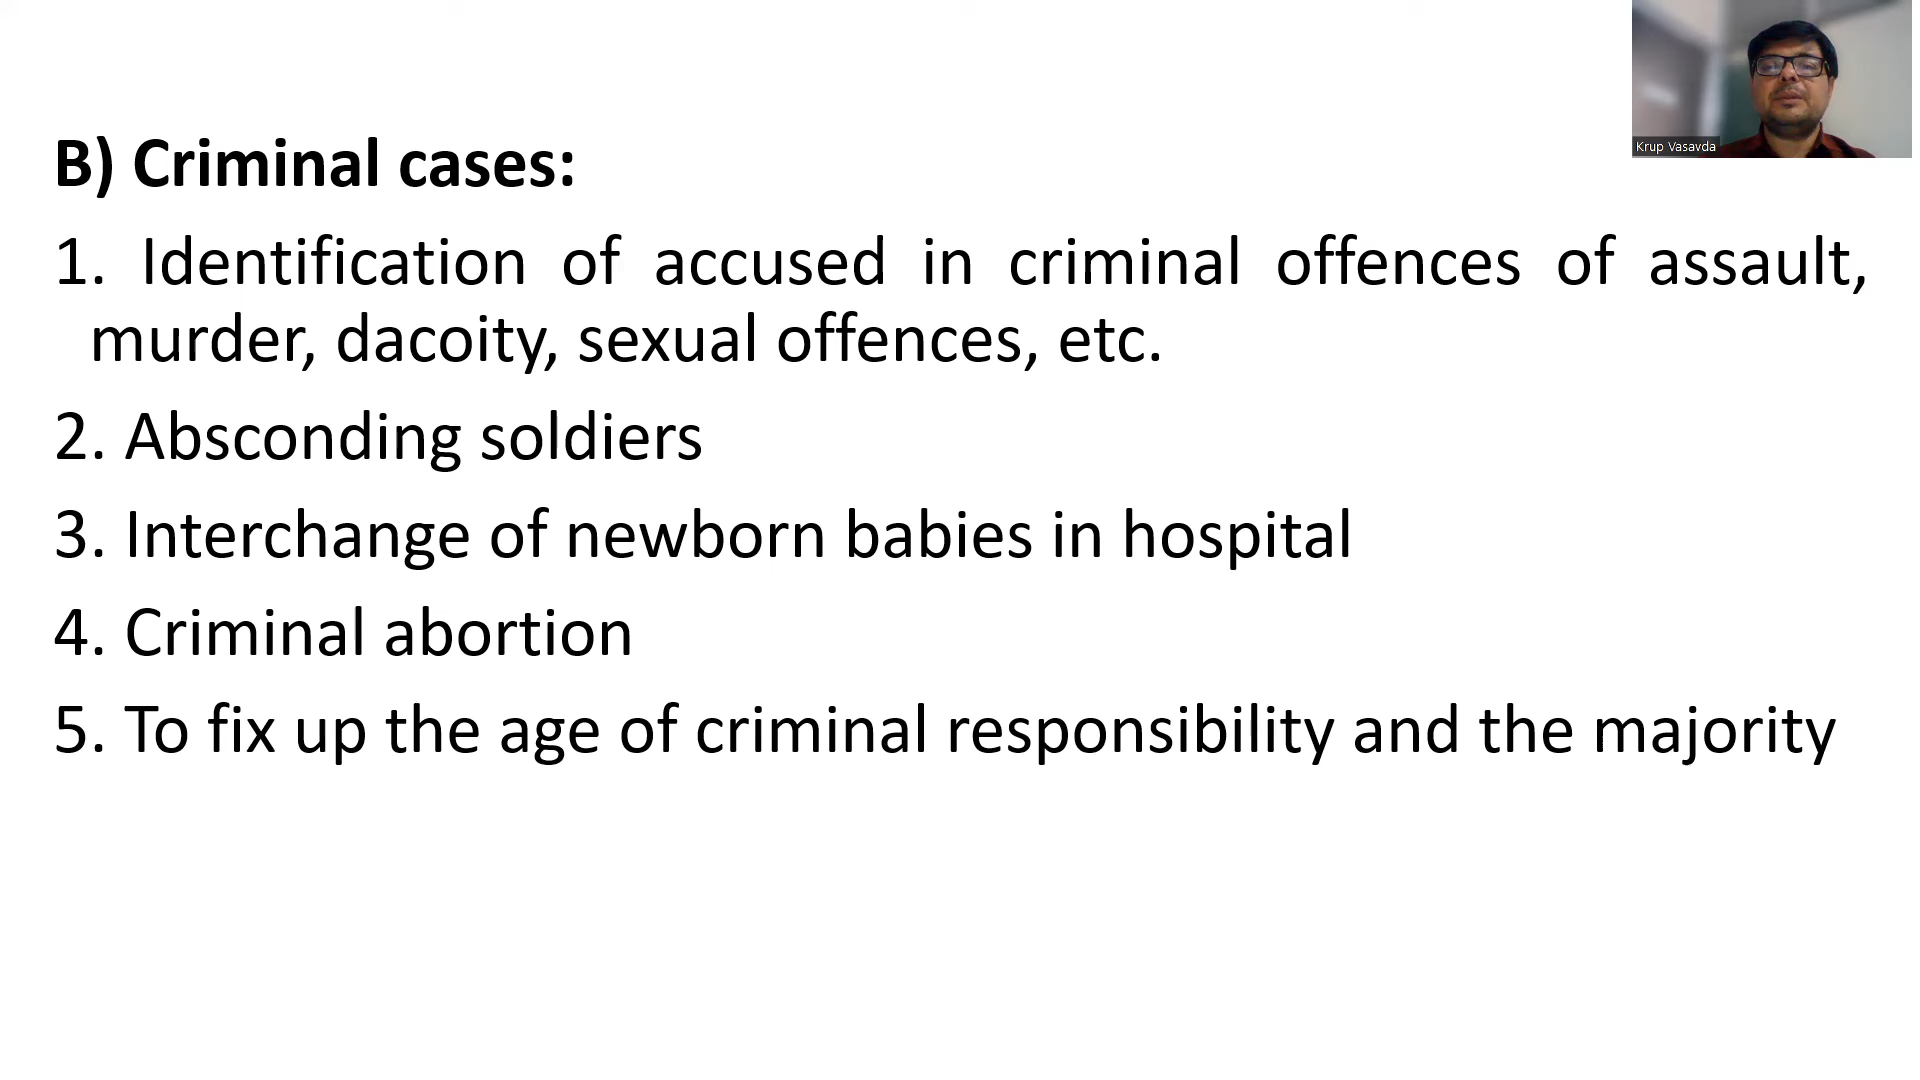 Krup Vasavda
B) Criminal cases:
1. Identification of accused in criminal offences of assault,
murder, dacoity, sexual offences, etc.
2. Absconding soldiers
3. Interchange of newborn babies in hospital
4. Criminal abortion
5. To fix up the age of criminal responsibility and the majority